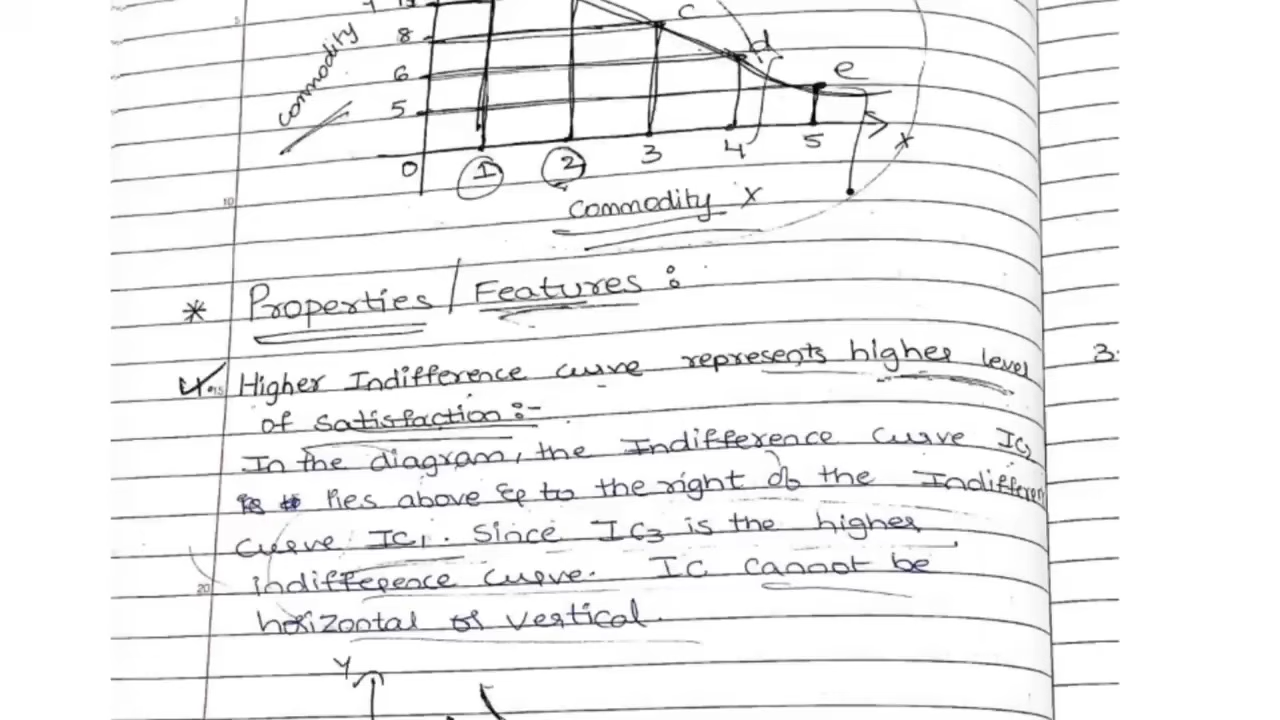 c
8
d
6
e
commodity
5
0 1 2 3 4 5 x
commodity x
* Properties / Features :
Higher Indifference curve represents higher level
3.
of satisfaction :-
In the diagram, the Indifference curve IC3
lies above & to the right of the Indifferen
curve IC1. Since IC3 is the higher
indifference curve. IC cannot be
horizontal or vertical.
Y